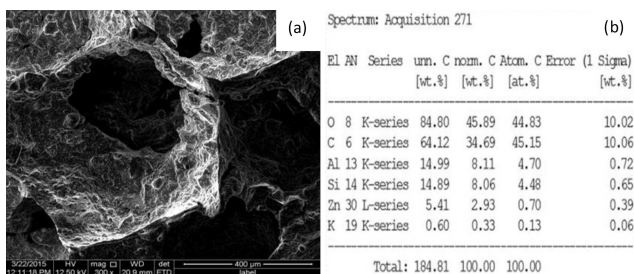 (a)
3/22/2015 HV mag WD det 400 μm
12:11:18 PM 12.50 kV 300 x 20.9 mm ETD label
(b)
Spectrum: Acquisition 271
El AN Series unn. C norm. C Atom. C Error (1 Sigma)
[wt.%] [wt.%] [at.%] [wt.%]
O 8 K-series 84.80 45.89 44.83 10.02
C 6 K-series 64.12 34.69 45.15 10.06
Al 13 K-series 14.99 8.11 4.70 0.72
Si 14 K-series 14.89 8.06 4.48 0.65
Zn 30 L-series 5.41 2.93 0.70 0.39
K 19 K-series 0.60 0.33 0.13 0.06
Total: 184.81 100.00 100.00